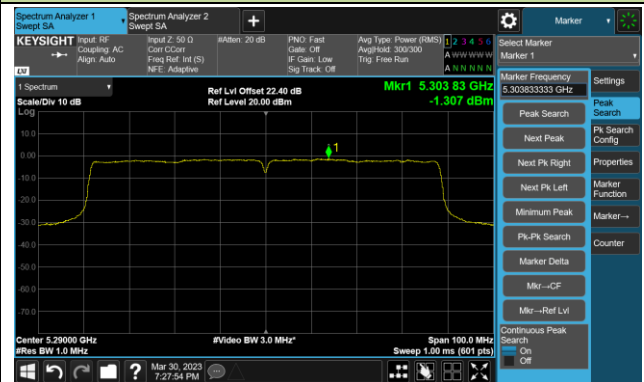 Spectrum Analyzer 1
Swept SA
Spectrum Analyzer 2
Swept SA
+
Marker
KEYSIGHT
Input: RF
Coupling: AC
Align: Auto
Input Z: 50 Ω
Corr CCorr
Freq Ref: Int (S)
NFE: Adaptive
#Atten: 20 dB
PNO: Fast
Gate: Off
IF Gain: Low
Sig Track: Off
Avg Type: Power (RMS)
Avg|Hold: 300/300
Trig: Free Run
1 2 3 4 5 6
A W W W W W
A N N N N N
LXI
Select Marker
Marker 1
1 Spectrum
Scale/Div 10 dB
Log
Ref Lvl Offset 22.40 dB
Ref Level 20.00 dBm
Mkr1 5.303 83 GHz
-1.307 dBm
10.0
0.00
-10.0
-20.0
-30.0
-40.0
-50.0
-60.0
-70.0
1
Center 5.29000 GHz
#Res BW 1.0 MHz
#Video BW 3.0 MHz*
Span 100.0 MHz
Sweep 1.00 ms (601 pts)
Marker Frequency
5.303833333 GHz
Peak Search
Next Peak
Next Pk Right
Next Pk Left
Minimum Peak
Pk-Pk Search
Marker Delta
Mkr→CF
Mkr→Ref Lvl
Continuous Peak
Search
On
Off
Settings
Peak
Search
Pk Search
Config
Properties
Marker
Function
Marker→
Counter
?
Mar 30, 2023
7:27:54 PM